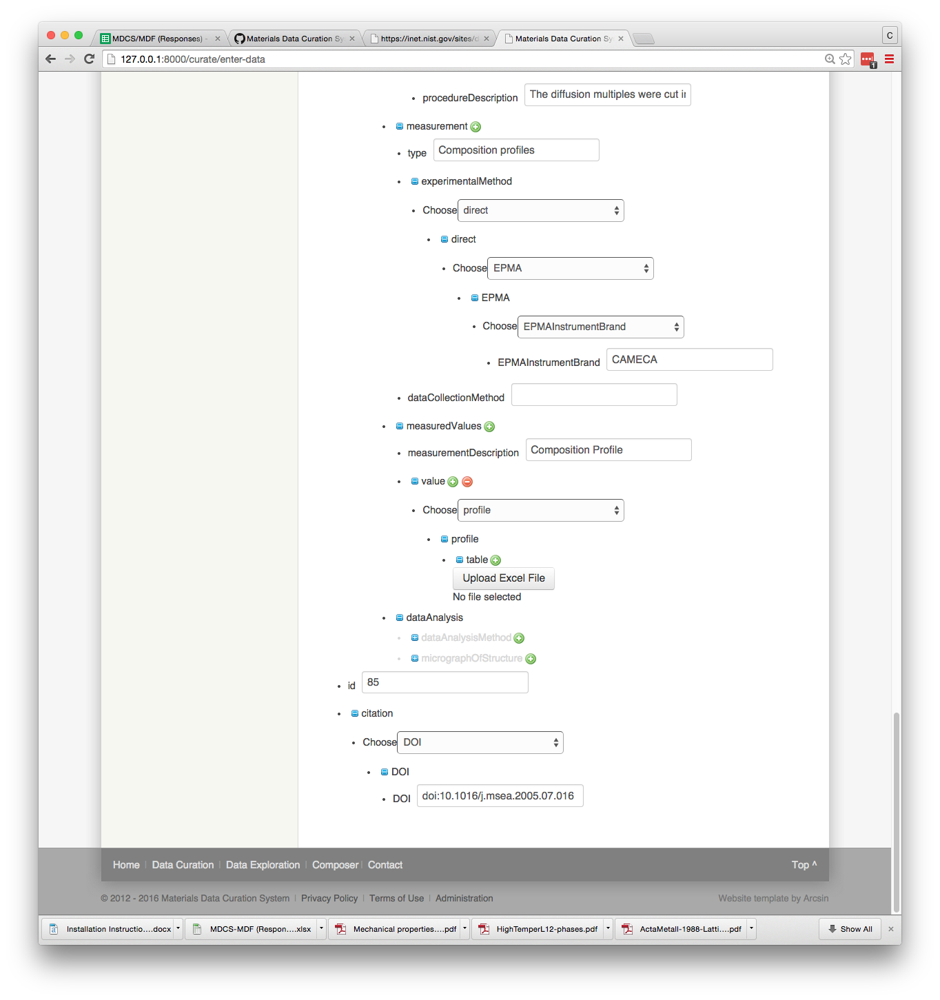 MDCS/MDF (Responses) -
Materials Data Curation Sy
https://inet.nist.gov/sites/d
Materials Data Curation Sy
C
127.0.0.1:8000/curate/enter-data
1
procedureDescription The diffusion multiples were cut in
measurement
type Composition profiles
experimentalMethod
Choose direct
direct
Choose EPMA
EPMA
Choose EPMAInstrumentBrand
EPMAInstrumentBrand CAMECA
dataCollectionMethod
measuredValues
measurementDescription Composition Profile
value
Choose profile
profile
table
Upload Excel File
No file selected
dataAnalysis
dataAnalysisMethod
micrographOfStructure
id 85
citation
Choose DOI
DOI
DOI doi:10.1016/j.msea.2005.07.016
Home | Data Curation | Data Exploration | Composer | Contact Top ^
© 2012 - 2016 Materials Data Curation System | Privacy Policy | Terms of Use | Administration Website template by Arcsin
Installation Instructio....docx
MDCS-MDF (Respon....xlsx
Mechanical properties....pdf
HighTemperL12-phases.pdf
ActaMetall-1988-Latti....pdf
Show All